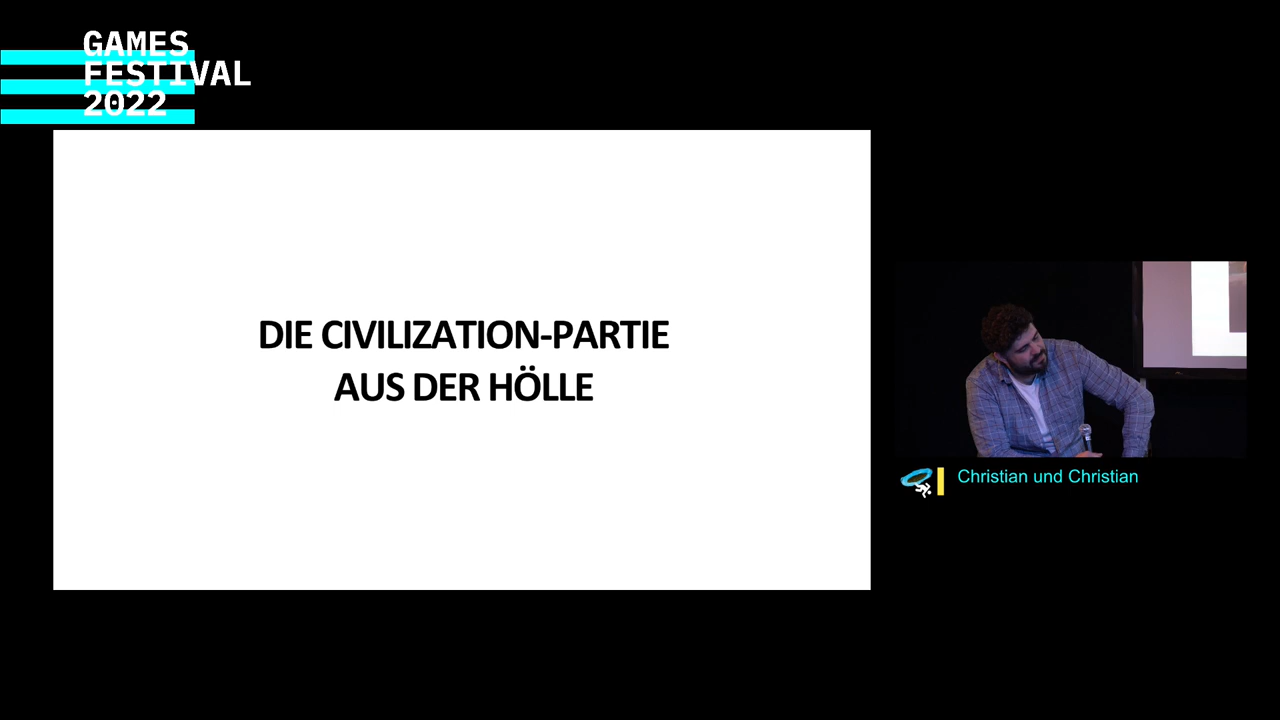 GAMES
FESTIVAL
2022
DIE CIVILIZATION-PARTIE
AUS DER HÖLLE
Christian und Christian